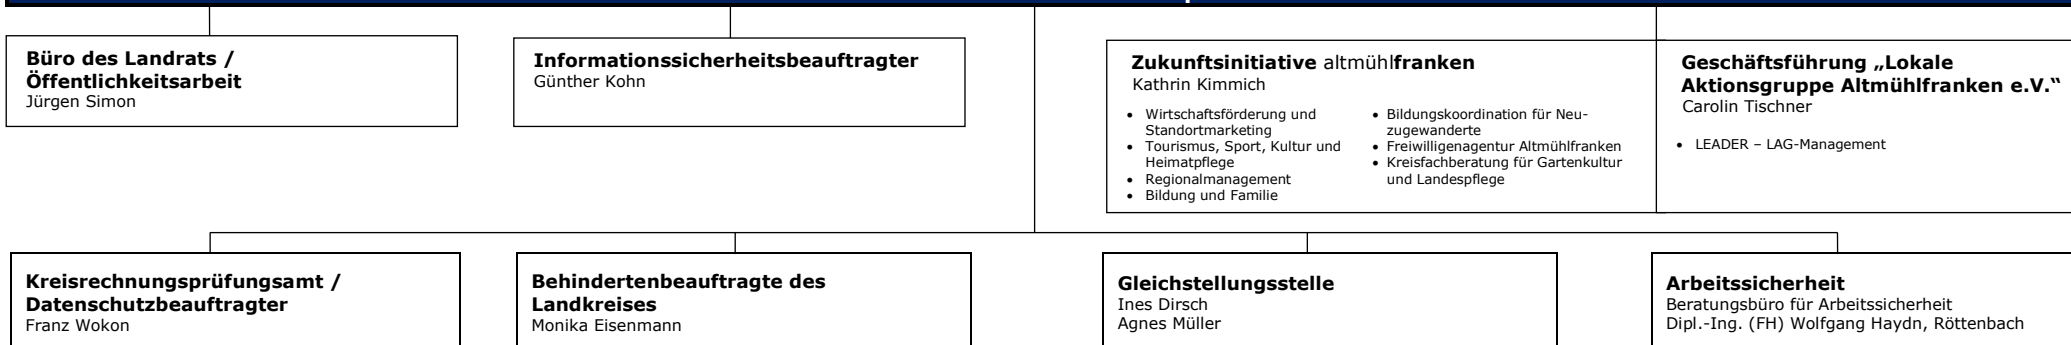 Büro des Landrats /
Öffentlichkeitsarbeit
Jürgen Simon
Informationssicherheitsbeauftragter
Günther Kohn
Zukunftsinitiative altmühlfranken
Kathrin Kimmich
• Wirtschaftsförderung und
Standortmarketing
• Tourismus, Sport, Kultur und
Heimatpflege
• Regionalmanagement
• Bildung und Familie
• Bildungskoordination für Neu-
zugewanderte
• Freiwilligenagentur Altmühlfranken
• Kreisfachberatung für Gartenkultur
und Landespflege
Geschäftsführung „Lokale
Aktionsgruppe Altmühlfranken e.V.“
Carolin Tischner
• LEADER – LAG-Management
Kreisrechnungsprüfungsamt /
Datenschutzbeauftragter
Franz Wokon
Behindertenbeauftragte des
Landkreises
Monika Eisenmann
Gleichstellungsstelle
Ines Dirsch
Agnes Müller
Arbeitssicherheit
Beratungsbüro für Arbeitssicherheit
Dipl.-Ing. (FH) Wolfgang Haydn, Röttenbach